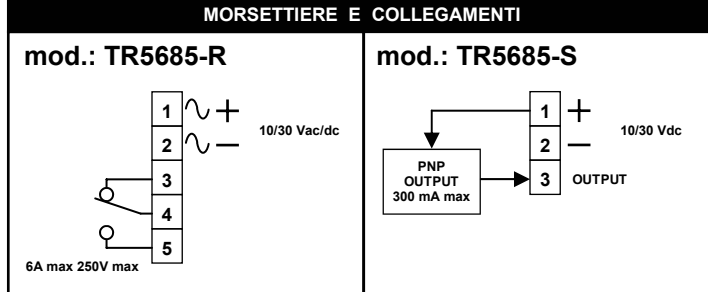 MORSETTIERE E COLLEGAMENTI
mod.: TR5685-R
1 ~ +
2 ~ –
10/30 Vac/dc
3
4
5
6A max 250V max
mod.: TR5685-S
1 +
2 –
10/30 Vdc
3 OUTPUT
PNP
OUTPUT
300 mA max